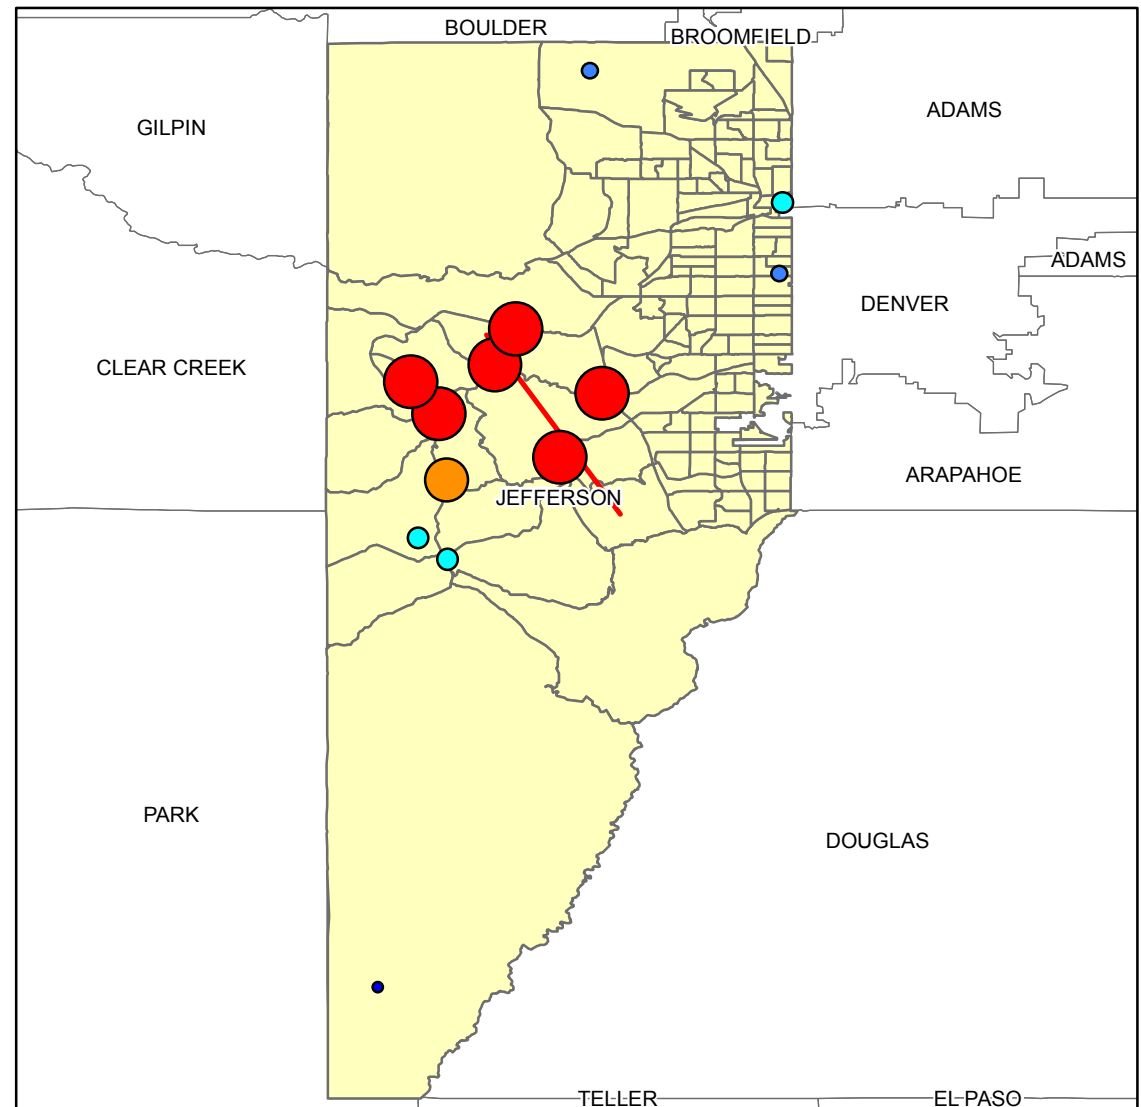 BOULDER
BROOMFIELD
ADAMS
GILPIN
ADAMS
DENVER
CLEAR CREEK
ARAPAHOE
JEFFERSON
PARK
DOUGLAS
TELLER
EL PASO